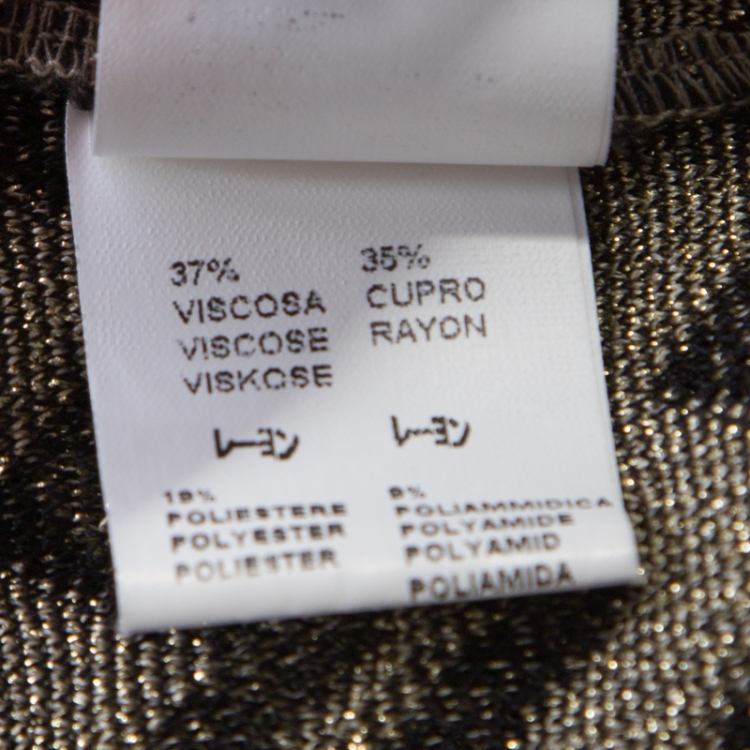 37%
VISCOSA
VISCOSE
VISKOSE
レーヨン
35%
CUPRO
RAYON
レーヨン
19%
POLIESTERE
POLYESTER
POLIESTER
9%
POLIAMMIDICA
POLYAMIDE
POLYAMID
POLIAMIDA